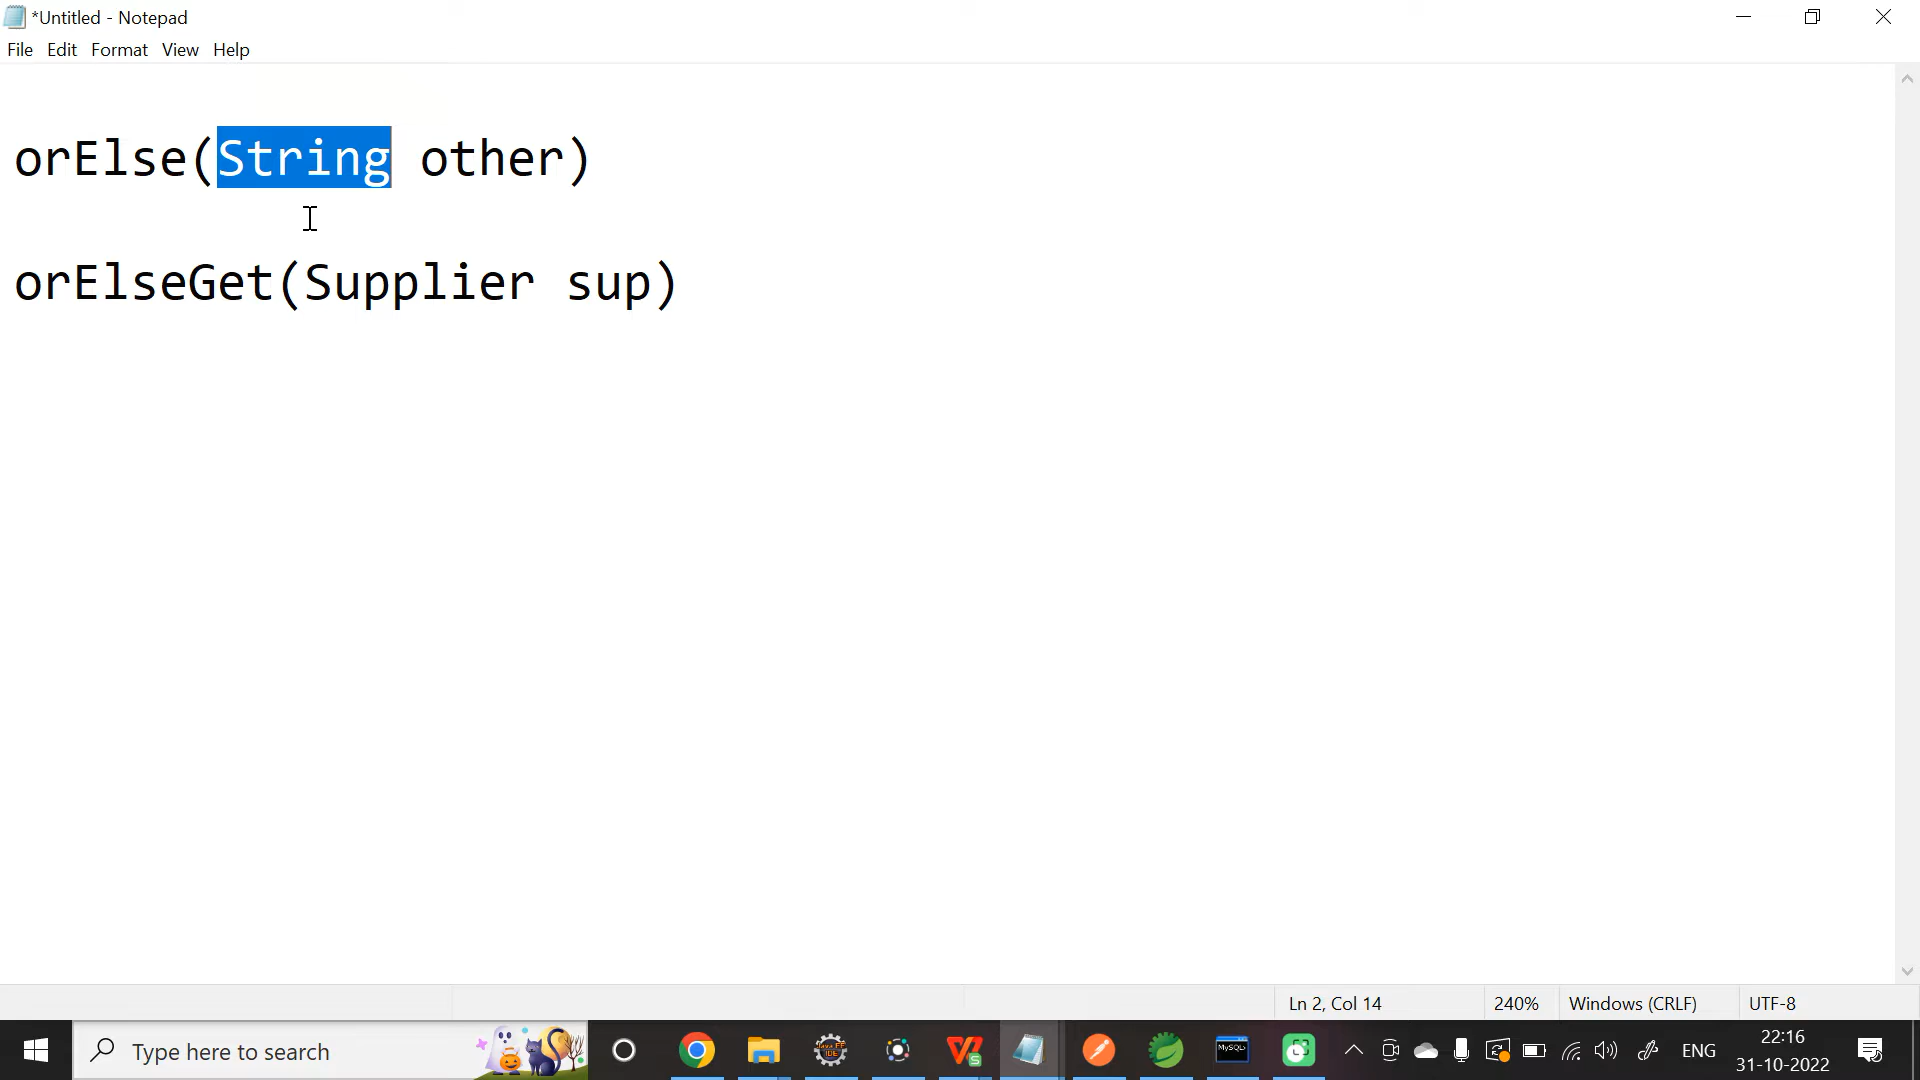 *Untitled - Notepad
File Edit Format View Help
orElse(String other)
orElseGet(Supplier sup)
Ln 2, Col 14 240% Windows (CRLF) UTF-8
Type here to search
MySQL
ENG
22:16
31-10-2022